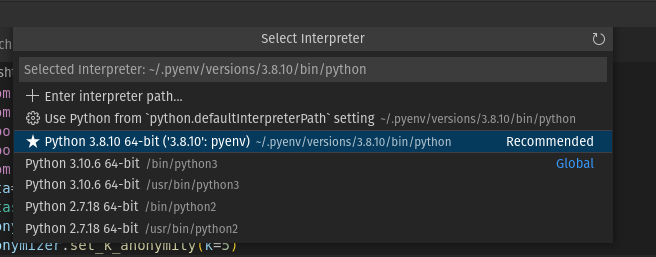 Select Interpreter
Selected Interpreter: ~/.pyenv/versions/3.8.10/bin/python
Enter interpreter path...
Use Python from `python.defaultInterpreterPath` setting ~/.pyenv/versions/3.8.10/bin/python
Python 3.8.10 64-bit ('3.8.10': pyenv) ~/.pyenv/versions/3.8.10/bin/python Recommended
Python 3.10.6 64-bit /bin/python3 Global
Python 3.10.6 64-bit /usr/bin/python3
Python 2.7.18 64-bit /bin/python2
Python 2.7.18 64-bit /usr/bin/python2
onymizer.set_k_anonymity(K=5)